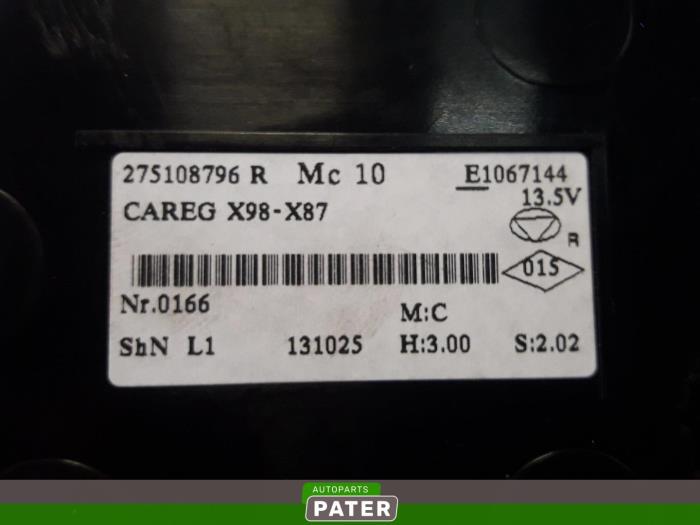 275108796 R Mc 10 E1067144
13.5V
CAREG X98-X87
R
015
Nr.0166
M:C
ShN L1 131025 H:3.00 S:2.02
AUTOPARTS
PATER